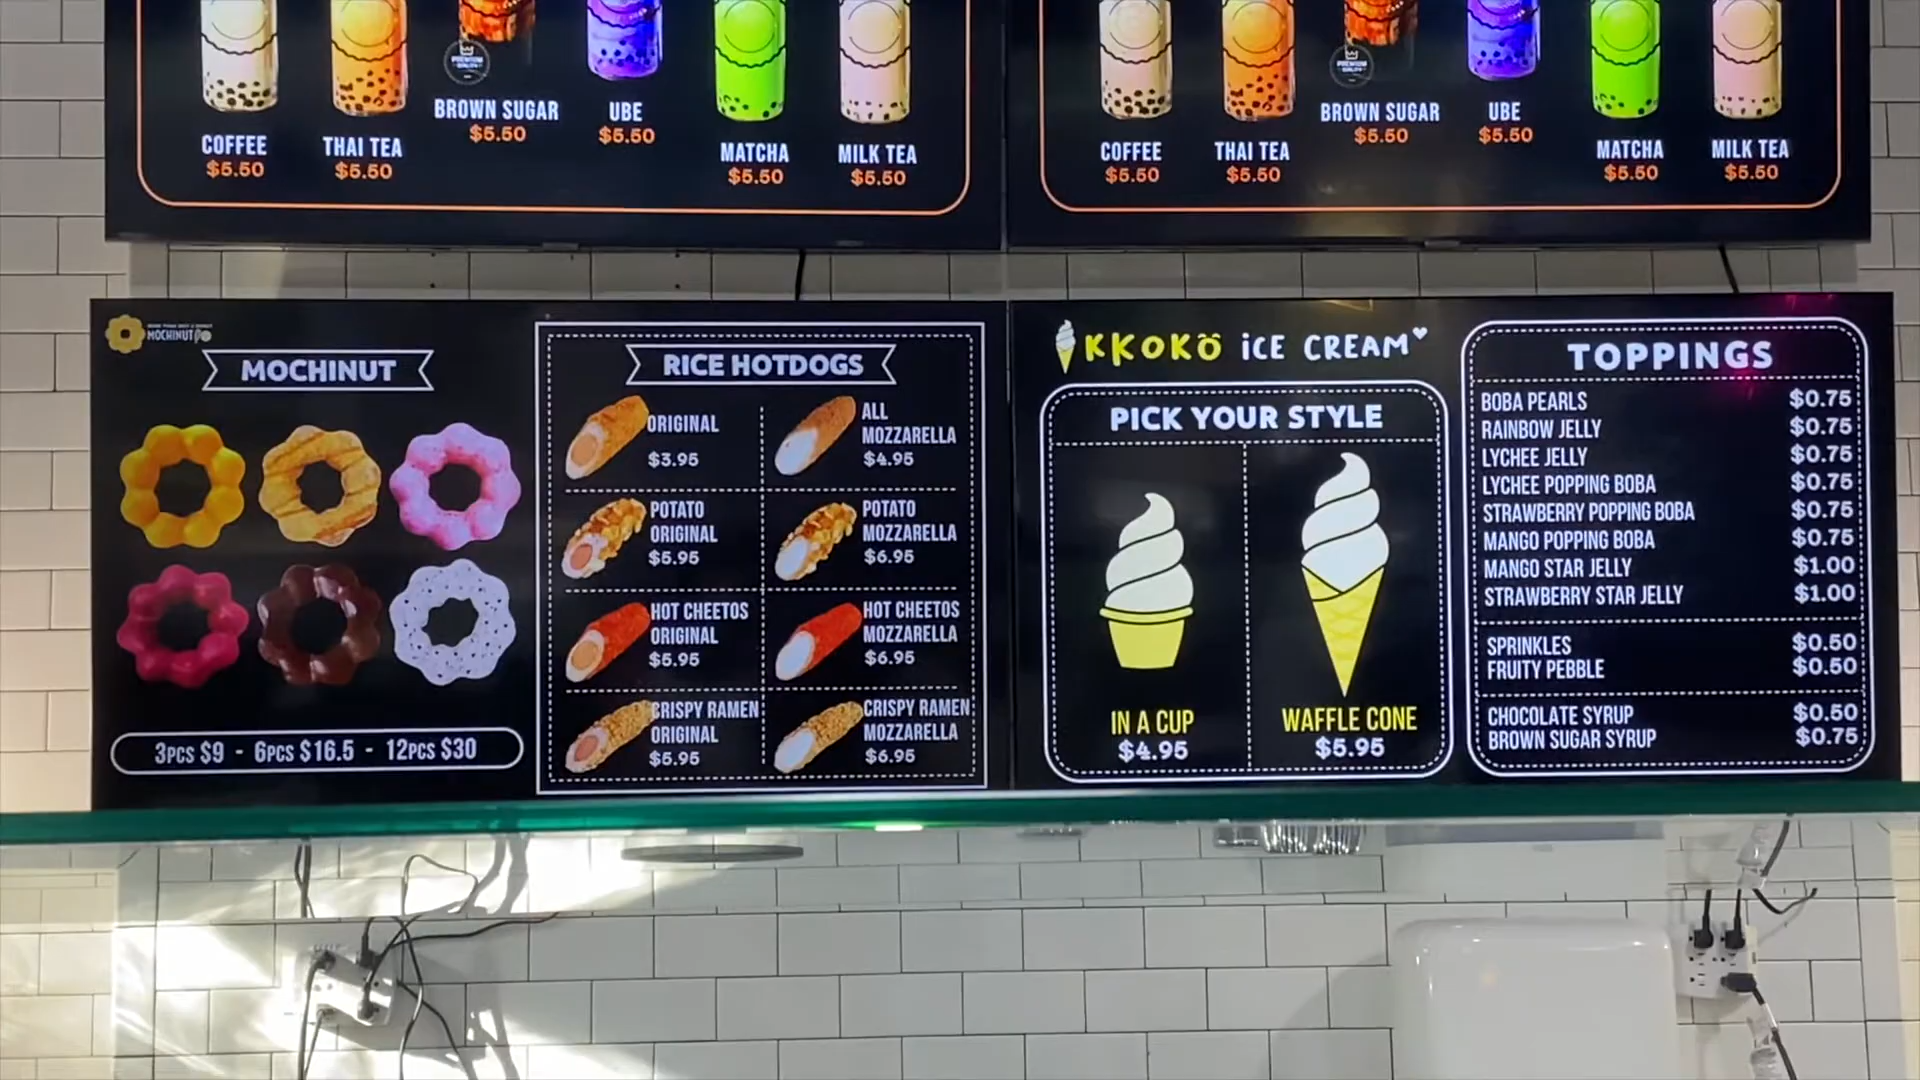 COFFEE
$5.50
THAI TEA
$5.50
PREMIUM
QUALITY
BROWN SUGAR
$5.50
UBE
$5.50
MATCHA
$5.50
MILK TEA
$5.50
COFFEE
$5.50
THAI TEA
$5.50
PREMIUM
QUALITY
BROWN SUGAR
$5.50
UBE
$5.50
MATCHA
$5.50
MILK TEA
$5.50
MOCHINUT
MOCHINUT
3PCS $9 - 6PCS $16.5 - 12PCS $30
RICE HOTDOGS
ORIGINAL
$3.95
ALL
MOZZARELLA
$4.95
POTATO
ORIGINAL
$5.95
POTATO
MOZZARELLA
$6.95
HOT CHEETOS
ORIGINAL
$5.95
HOT CHEETOS
MOZZARELLA
$6.95
CRISPY RAMEN
ORIGINAL
$5.95
CRISPY RAMEN
MOZZARELLA
$6.95
KKOKÖ iCE CREAM
PICK YOUR STYLE
IN A CUP
$4.95
WAFFLE CONE
$5.95
TOPPINGS
BOBA PEARLS $0.75
RAINBOW JELLY $0.75
LYCHEE JELLY $0.75
LYCHEE POPPING BOBA $0.75
STRAWBERRY POPPING BOBA $0.75
MANGO POPPING BOBA $0.75
MANGO STAR JELLY $1.00
STRAWBERRY STAR JELLY $1.00
SPRINKLES $0.50
FRUITY PEBBLE $0.50
CHOCOLATE SYRUP $0.50
BROWN SUGAR SYRUP $0.75